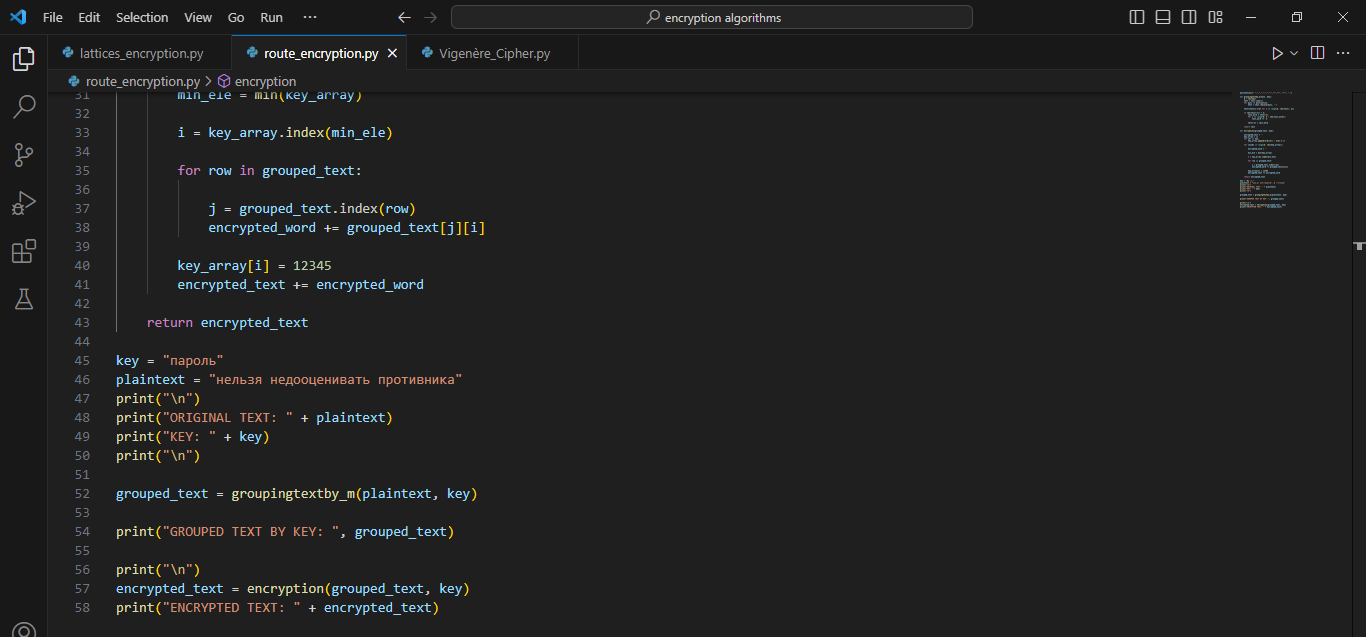 File Edit Selection View Go Run ··· encryption algorithms
lattices_encryption.py route_encryption.py Vigenère_Cipher.py
route_encryption.py > encryption
31 min_ele = min(key_array)
32
33 i = key_array.index(min_ele)
34
35 for row in grouped_text:
36
37 j = grouped_text.index(row)
38 encrypted_word += grouped_text[j][i]
39
40 key_array[i] = 12345
41 encrypted_text += encrypted_word
42
43 return encrypted_text
44
45 key = "пароль"
46 plaintext = "нельзя недооценивать противника"
47 print("\n")
48 print("ORIGINAL TEXT: " + plaintext)
49 print("KEY: " + key)
50 print("\n")
51
52 grouped_text = groupingtextby_m(plaintext, key)
53
54 print("GROUPED TEXT BY KEY: ", grouped_text)
55
56 print("\n")
57 encrypted_text = encryption(grouped_text, key)
58 print("ENCRYPTED TEXT: " + encrypted_text)